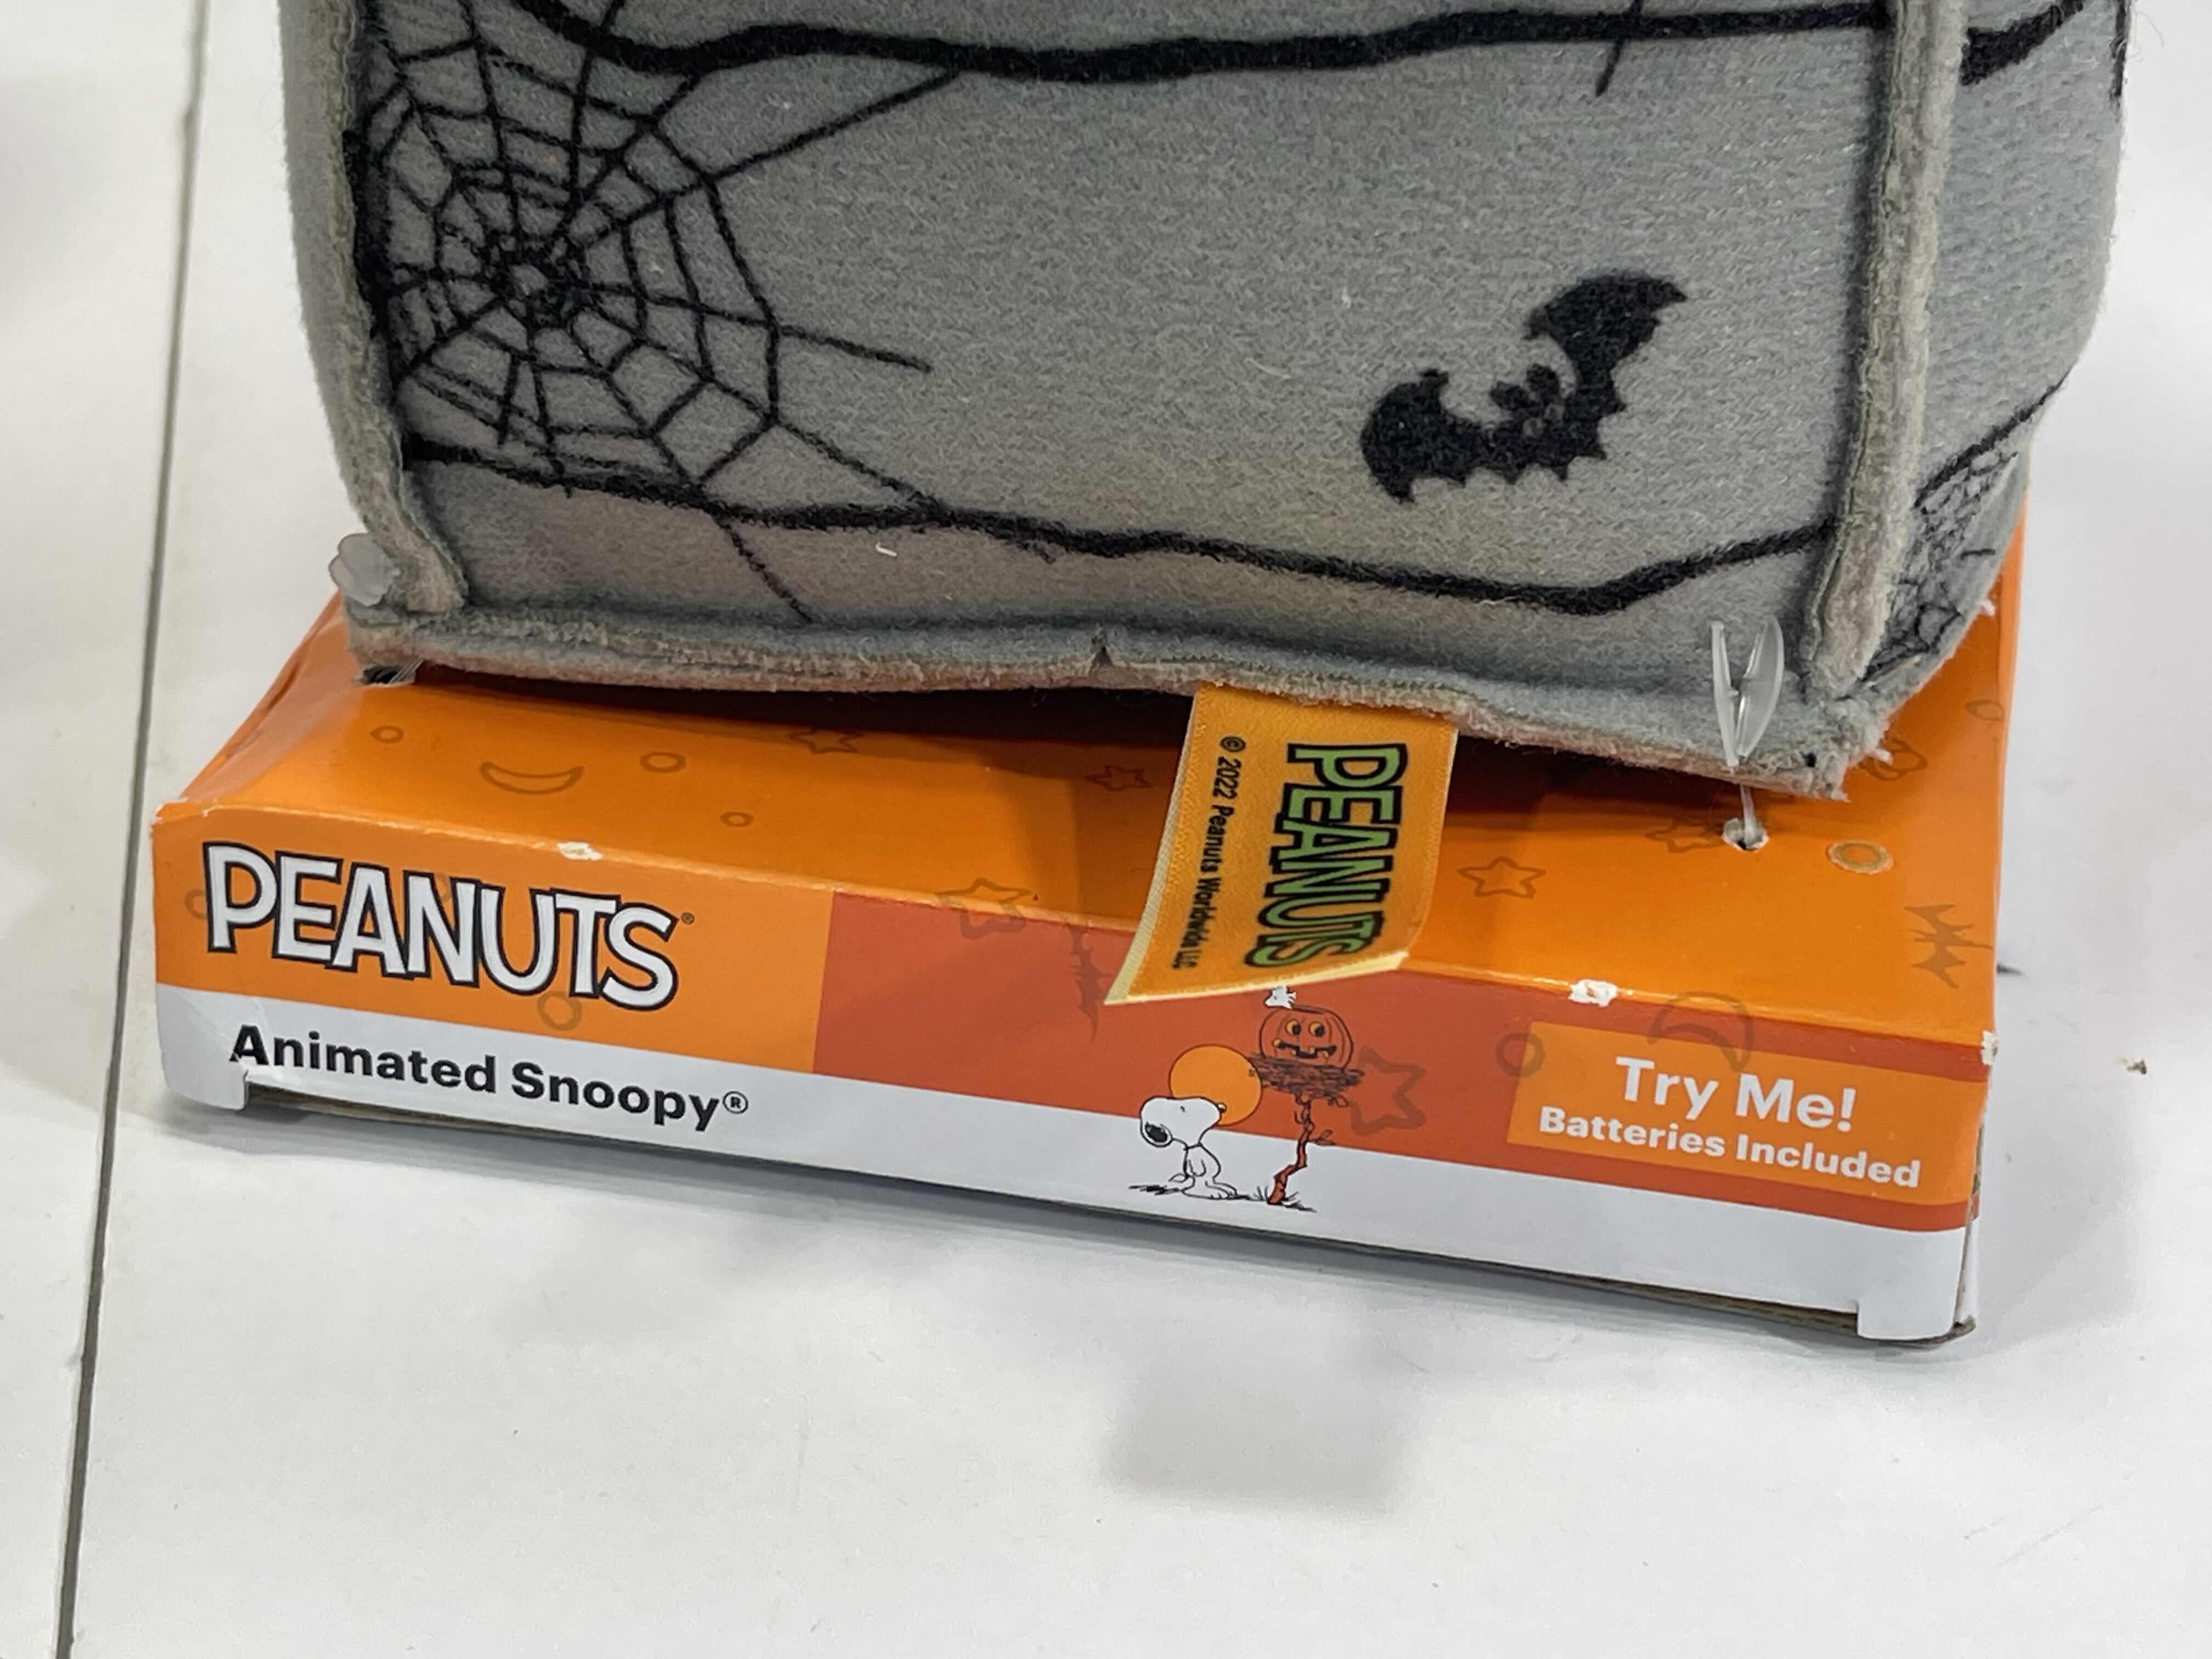 PEANUTS
© 2022 Peanuts Worldwide LLC
PEANUTS®
Animated Snoopy®
Try Me!
Batteries Included